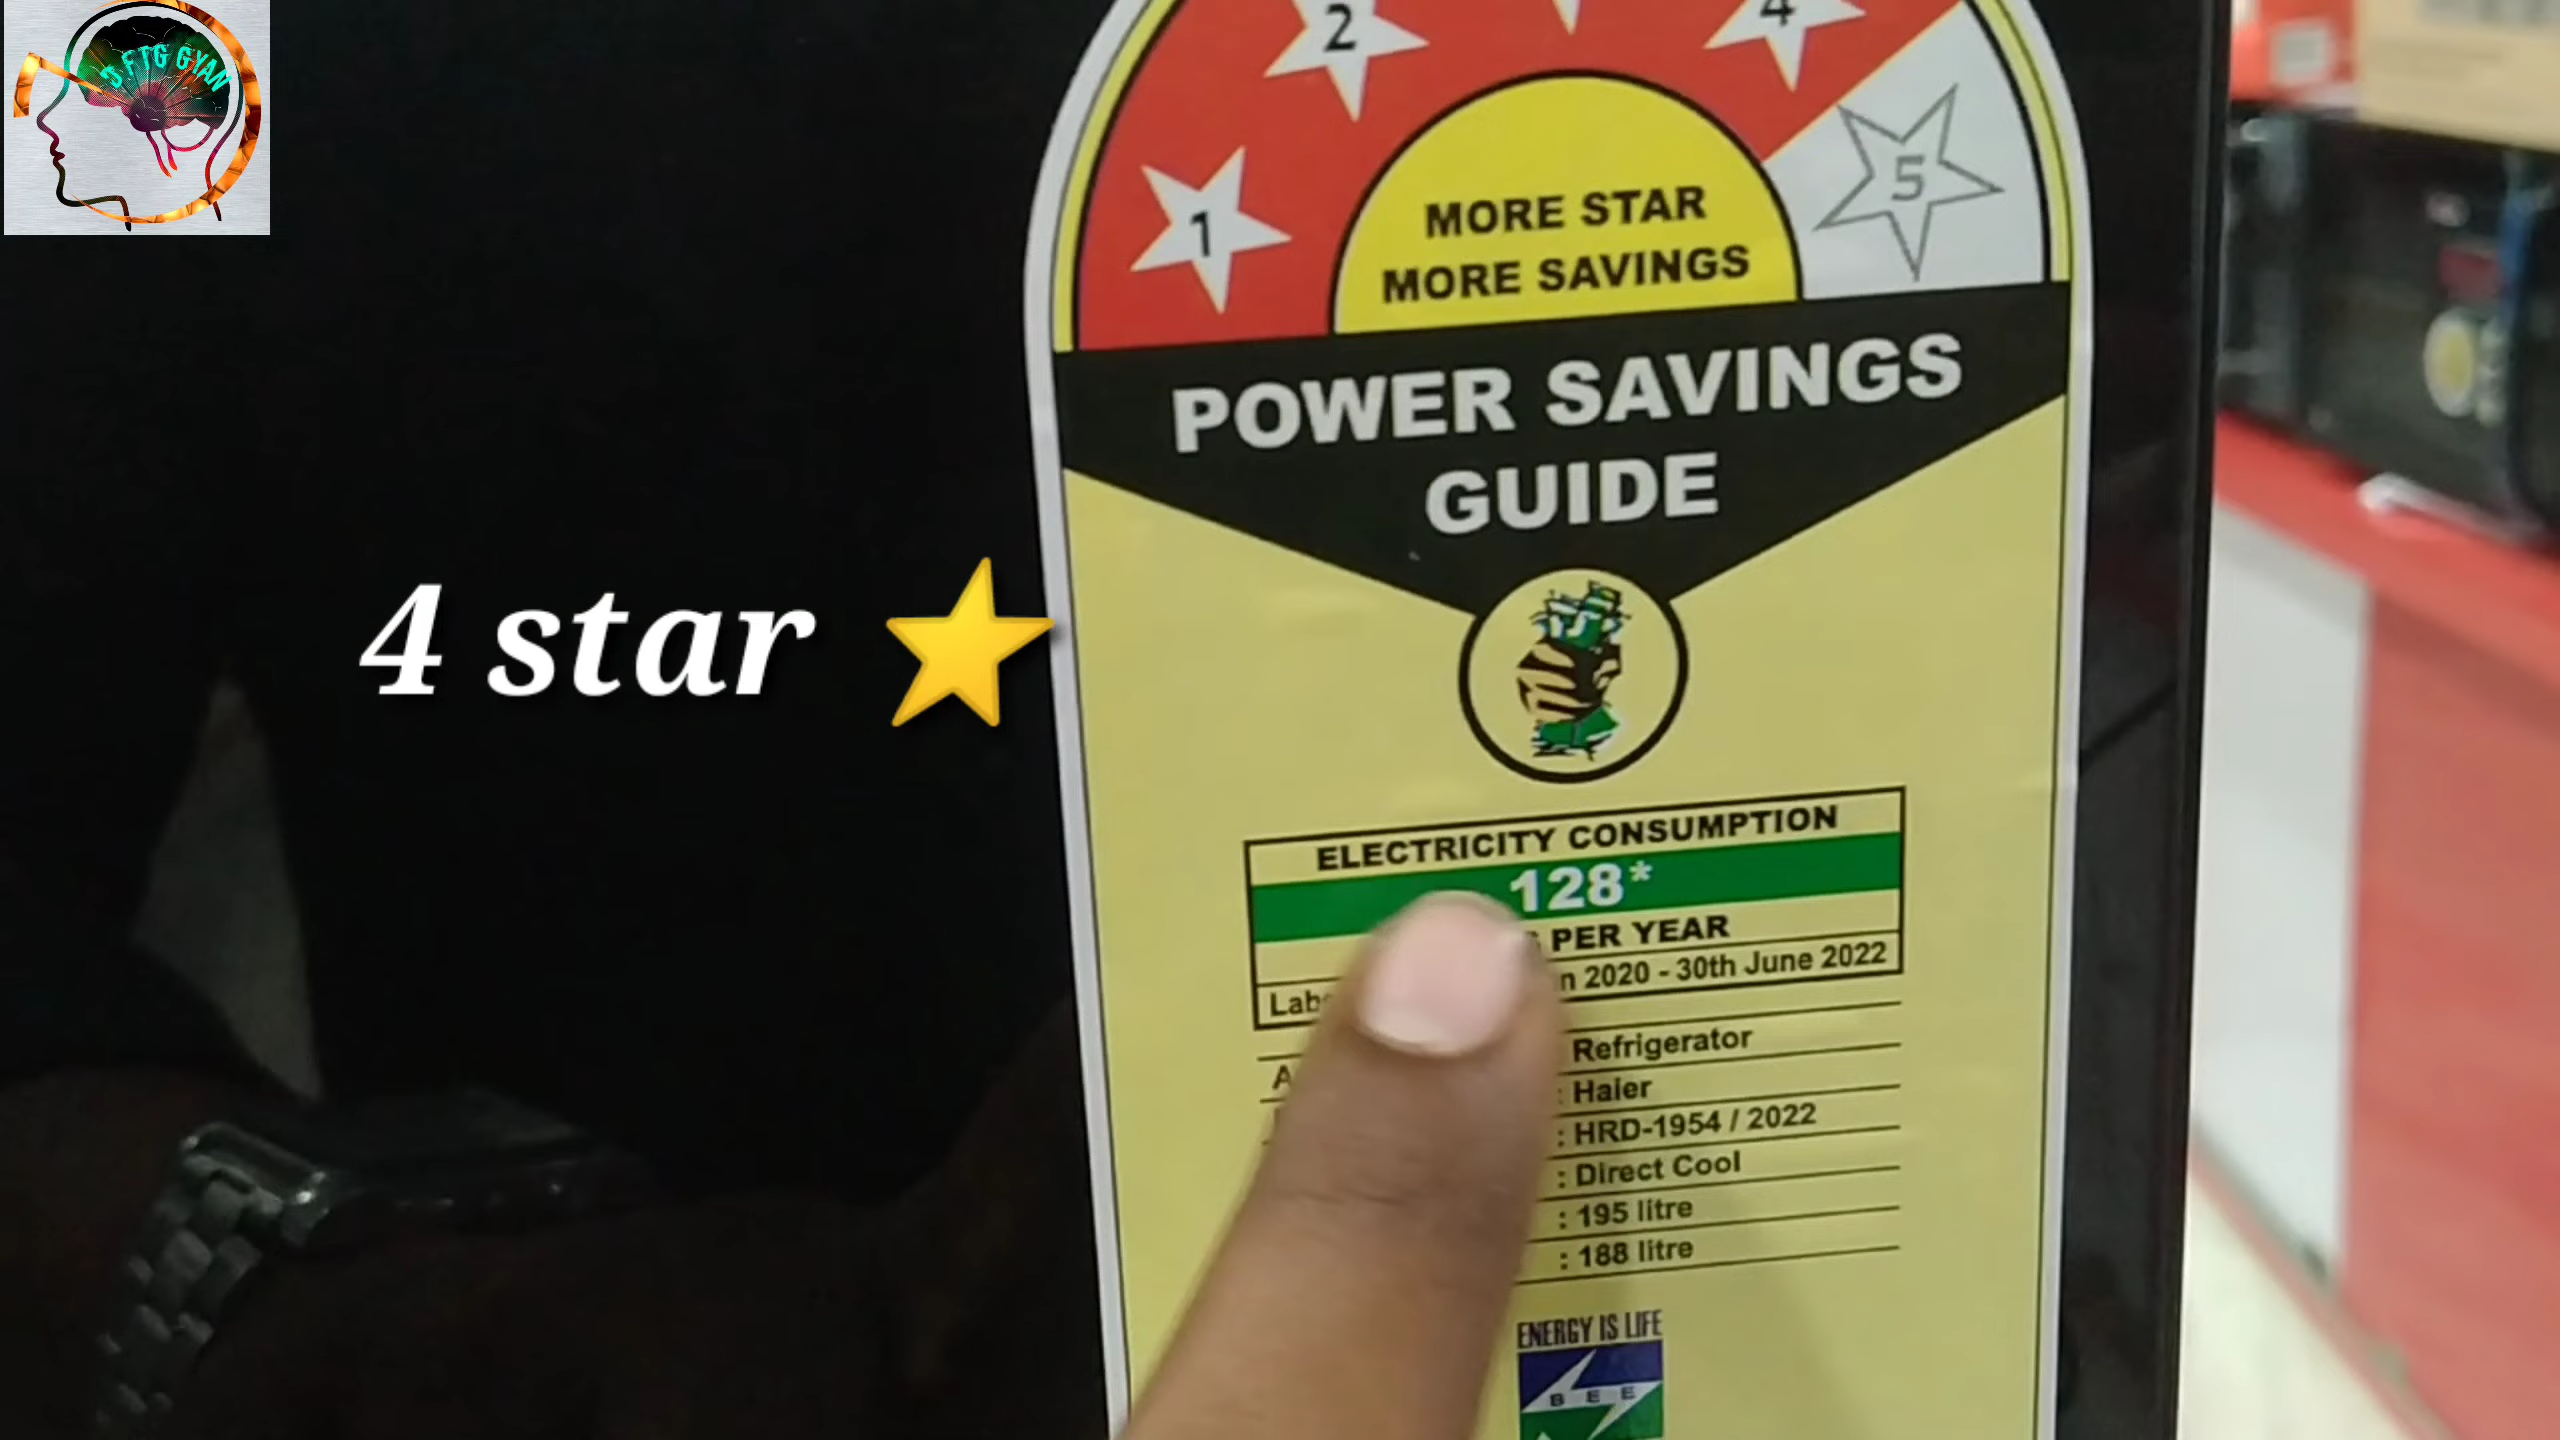 3 FTG GYAN
2
4
1
5
MORE STAR
MORE SAVINGS
POWER SAVINGS
GUIDE
4 star ⭐
ELECTRICITY CONSUMPTION
128*
PER YEAR
2020 - 30th June 2022
Refrigerator
: Haier
: HRD-1954 / 2022
: Direct Cool
: 195 litre
: 188 litre
ENERGY IS LIFE
BEE